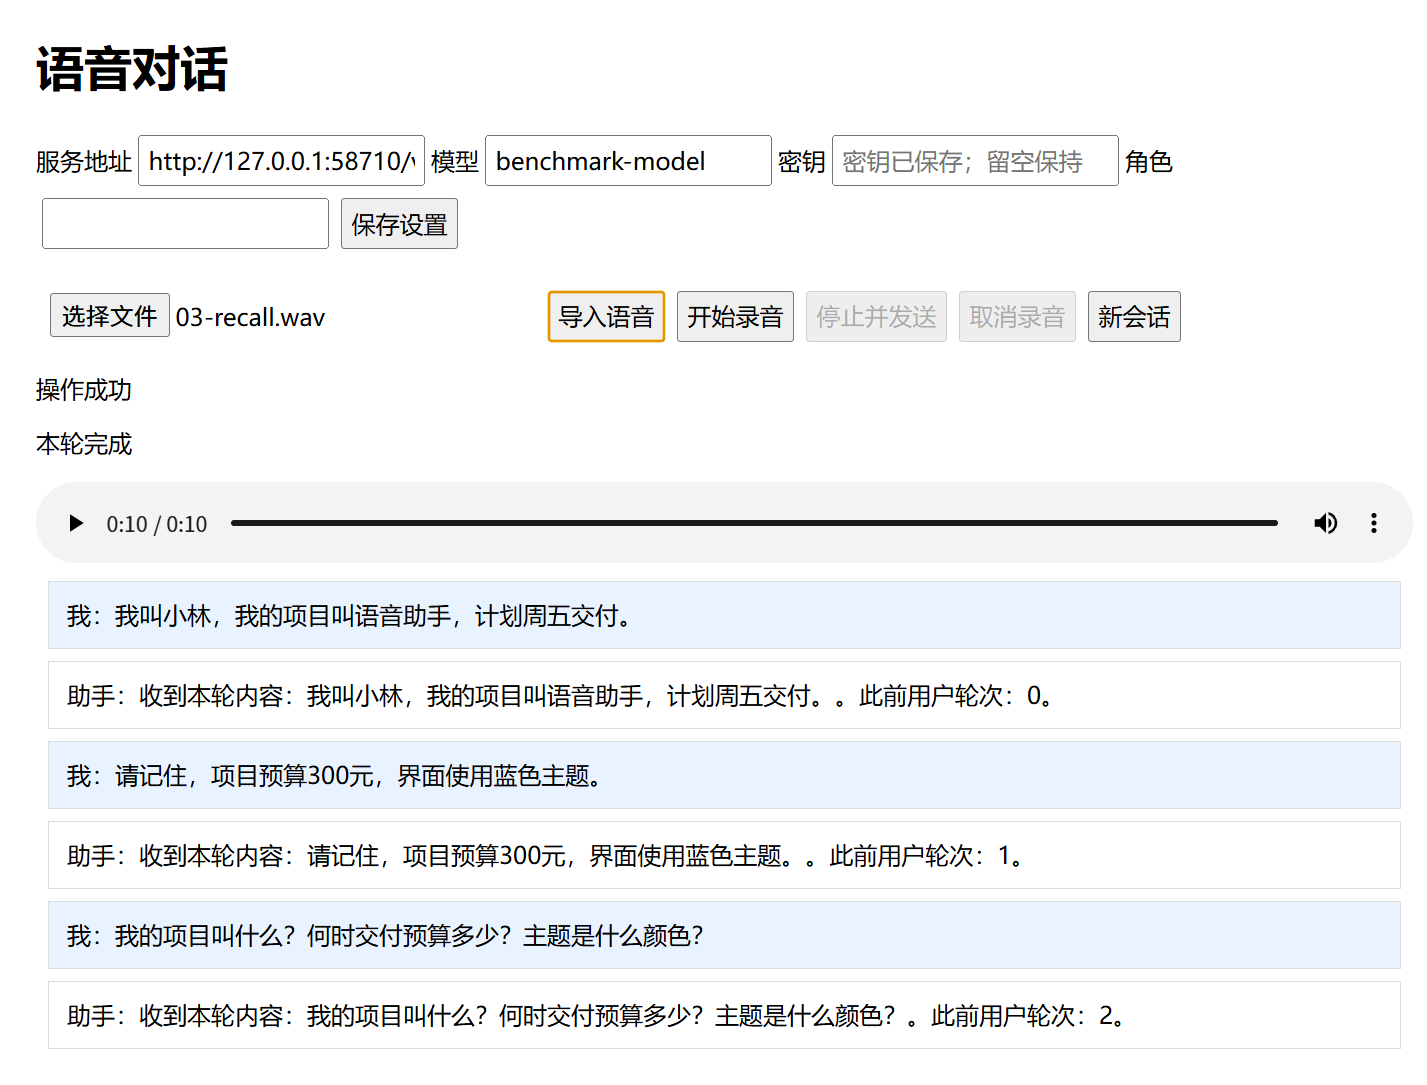 语音对话
服务地址 http://127.0.0.1:58710/v 模型 benchmark-model 密钥 密钥已保存；留空保持 角色
保存设置
选择文件 03-recall.wav 导入语音 开始录音 停止并发送 取消录音 新会话
操作成功
本轮完成
0:10 / 0:10
我：我叫小林，我的项目叫语音助手，计划周五交付。
助手：收到本轮内容：我叫小林，我的项目叫语音助手，计划周五交付。。此前用户轮次：0。
我：请记住，项目预算300元，界面使用蓝色主题。
助手：收到本轮内容：请记住，项目预算300元，界面使用蓝色主题。。此前用户轮次：1。
我：我的项目叫什么？何时交付预算多少？主题是什么颜色？
助手：收到本轮内容：我的项目叫什么？何时交付预算多少？主题是什么颜色？。此前用户轮次：2。